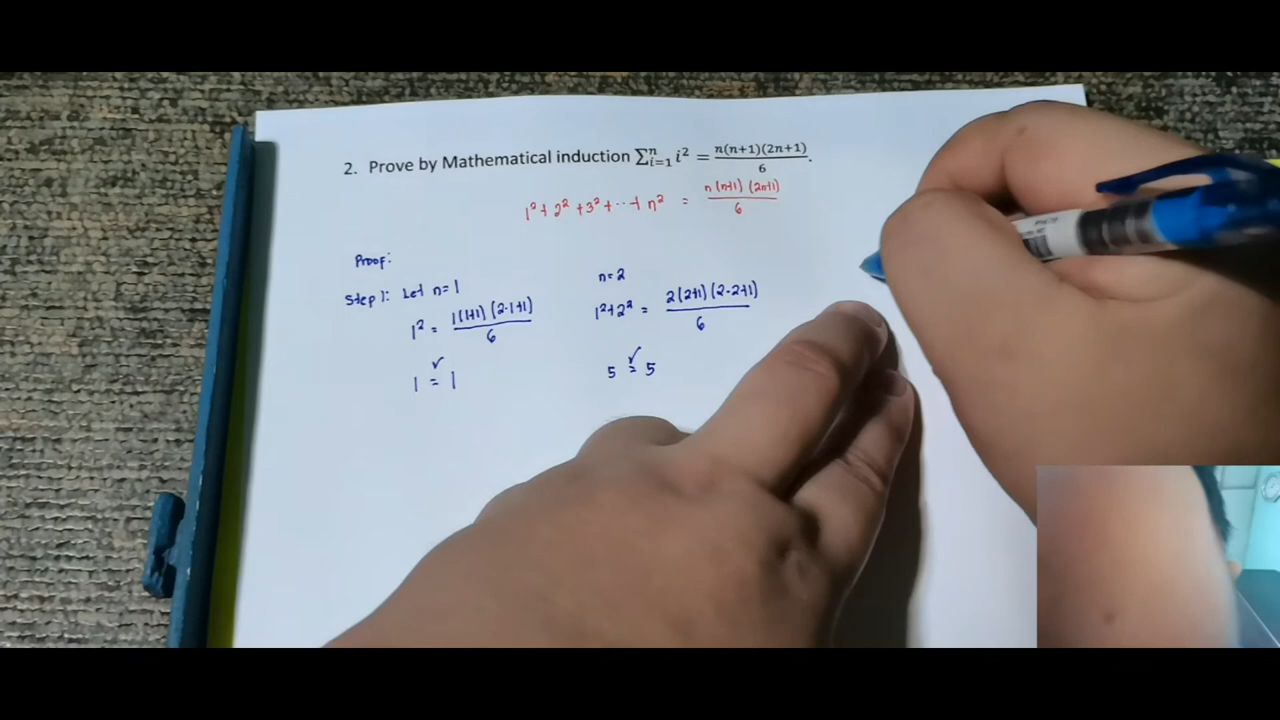 2. Prove by Mathematical induction ∑ⁿᵢ₌₁ i² = n(n+1)(2n+1)/6.
1² + 2² + 3² + ... + n² = n(n+1)(2n+1)/6
Proof:
Step 1: Let n=1
1² = 1(1+1)(2·1+1)/6
1 = 1 ✓
n=2
1²+2² = 2(2+1)(2·2+1)/6
5 = 5 ✓